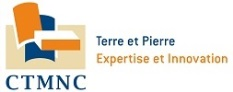 Terre et Pierre
Expertise et Innovation
CTMNC